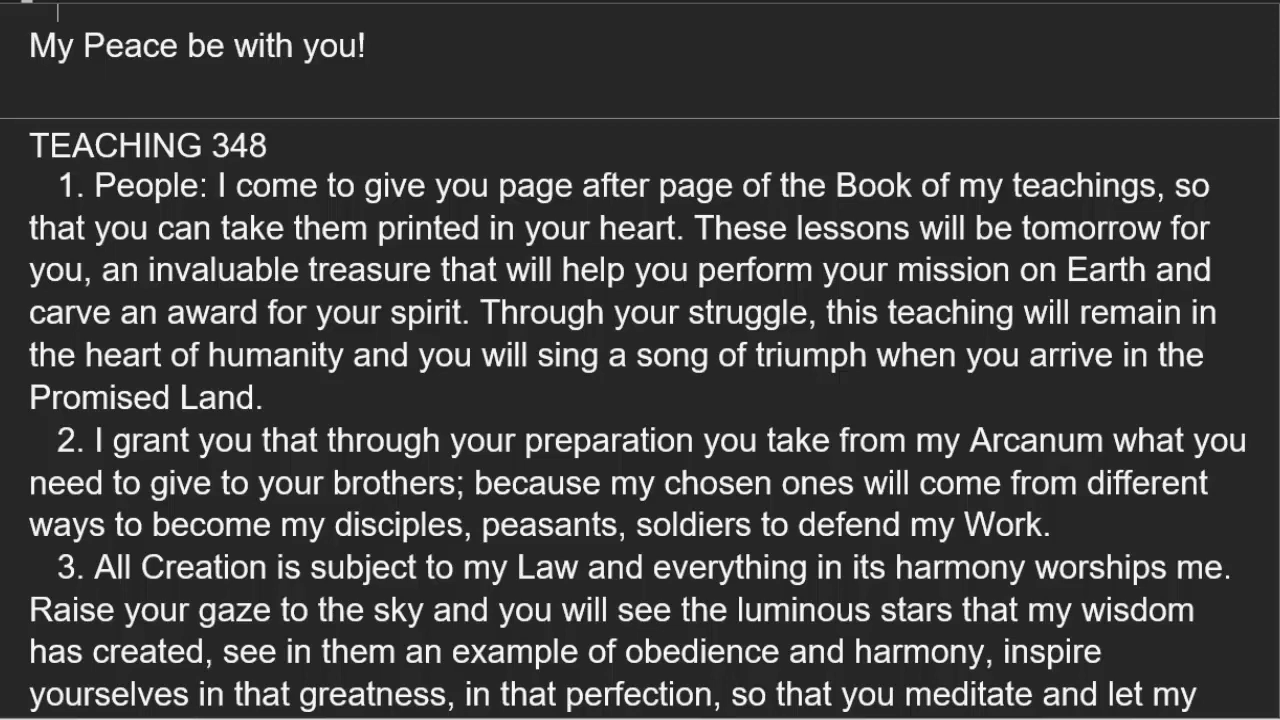 My Peace be with you!
TEACHING 348
1. People: I come to give you page after page of the Book of my teachings, so
that you can take them printed in your heart. These lessons will be tomorrow for
you, an invaluable treasure that will help you perform your mission on Earth and
carve an award for your spirit. Through your struggle, this teaching will remain in
the heart of humanity and you will sing a song of triumph when you arrive in the
Promised Land.
2. I grant you that through your preparation you take from my Arcanum what you
need to give to your brothers; because my chosen ones will come from different
ways to become my disciples, peasants, soldiers to defend my Work.
3. All Creation is subject to my Law and everything in its harmony worships me.
Raise your gaze to the sky and you will see the luminous stars that my wisdom
has created, see in them an example of obedience and harmony, inspire
yourselves in that greatness, in that perfection, so that you meditate and let my